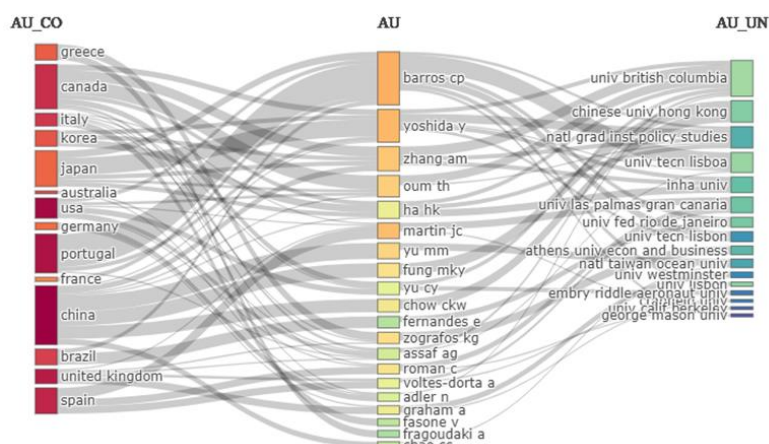 AU_CO
AU
AU_UN
greece
canada
italy
korea
japan
australia
usa
germany
portugal
france
china
brazil
united kingdom
spain
barros cp
yoshida y
zhang am
oum th
ha hk
martin jc
yu mm
fung mky
yu cy
chow ckw
fernandes e
zografos kg
assaf ag
roman c
voltes-dorta a
adler n
graham a
fasone v
fragoudaki a
univ british columbia
chinese univ hong kong
natl grad inst policy studies
univ tecn lisboa
inha univ
univ las palmas gran canaria
univ fed rio de janeiro
univ tecn lisbon
athens univ econ and business
natl taiwan ocean univ
univ westminster
univ lisbon
embry riddle aeronaut univ
cranfield univ
univ calif berkeley
george mason univ